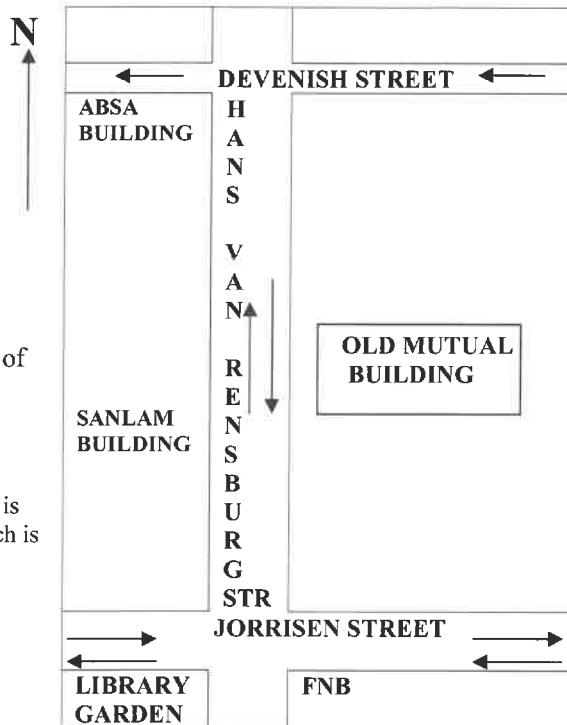 N
DEVENISH STREET
ABSA
BUILDING
HANS VAN RENSBURG STR
of
OLD MUTUAL
BUILDING
SANLAM
BUILDING
is
ch is
JORRISEN STREET
LIBRARY
GARDEN
FNB